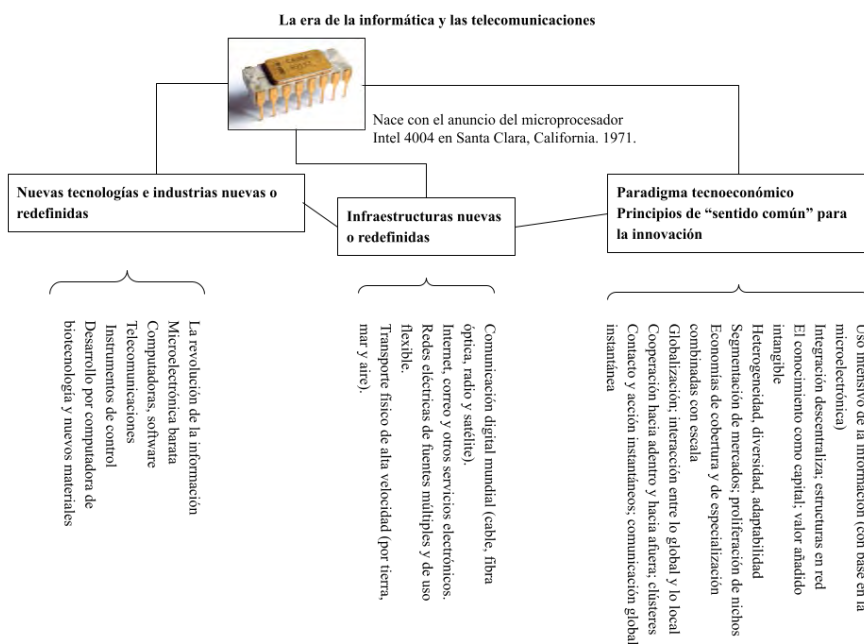 La era de la informática y las telecomunicaciones
Nace con el anuncio del microprocesador
Intel 4004 en Santa Clara, California. 1971.
Nuevas tecnologías e industrias nuevas o
redefinidas
Infraestructuras nuevas
o redefinidas
Paradigma tecnoeconómico
Principios de “sentido común” para
la innovación
La revolución de la información
Microelectrónica barata
Computadoras, software
Telecomunicaciones
Instrumentos de control
Desarrollo por computadora de
biotecnología y nuevos materiales
Comunicación digital mundial (cable, fibra
óptica, radio y satélite).
Internet, correo y otros servicios electrónicos.
Redes eléctricas de fuentes múltiples y de uso
flexible.
Transporte físico de alta velocidad (por tierra,
mar y aire).
Uso intensivo de la información (con base en la
microelectrónica)
Integración descentraliza; estructuras en red
El conocimiento como capital; valor añadido
intangible
Heterogeneidad, diversidad, adaptabilidad
Segmentación de mercados; proliferación de nichos
Economías de cobertura y de especialización
combinadas con escala
Globalización; interacción entre lo global y lo local
Cooperación hacia adentro y hacia afuera; clústeres
Contacto y acción instantáneos; comunicación global
instantánea